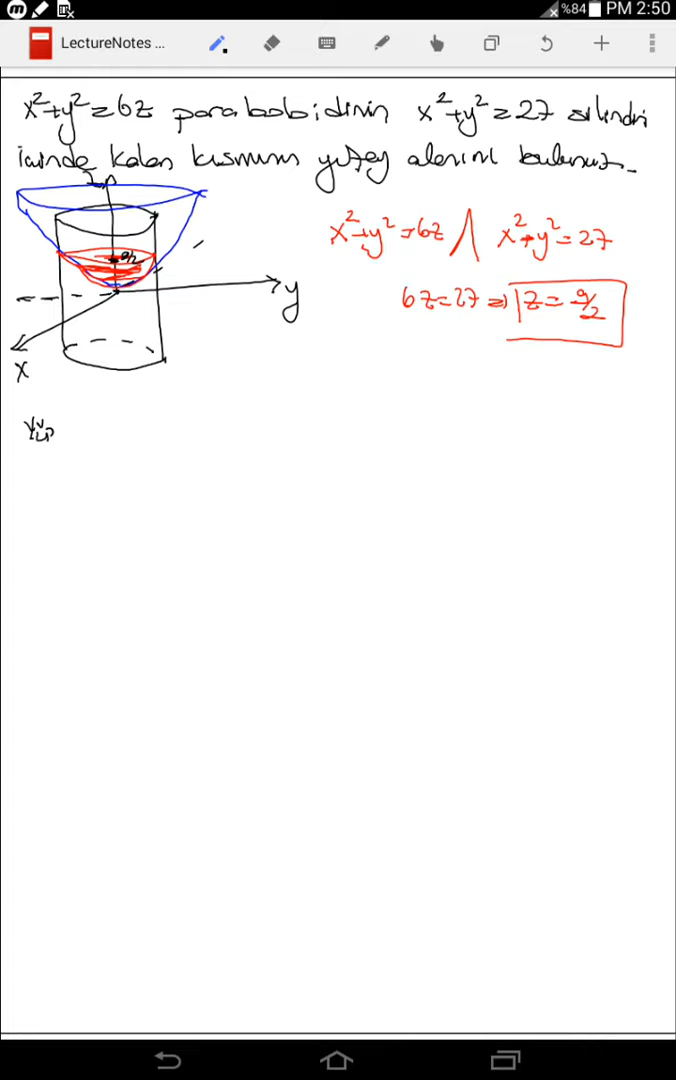 %84 PM 2:50
LectureNotes ...
x²+y²=6z paraboloidinin x²+y²=27 silindiri
içinde kalan kısmının yüzey alanını bulunuz.
z
9/2
y
x
x²+y²=6z ∧ x²+y²=27
6z=27 ⇒ z=9/2
Yüz